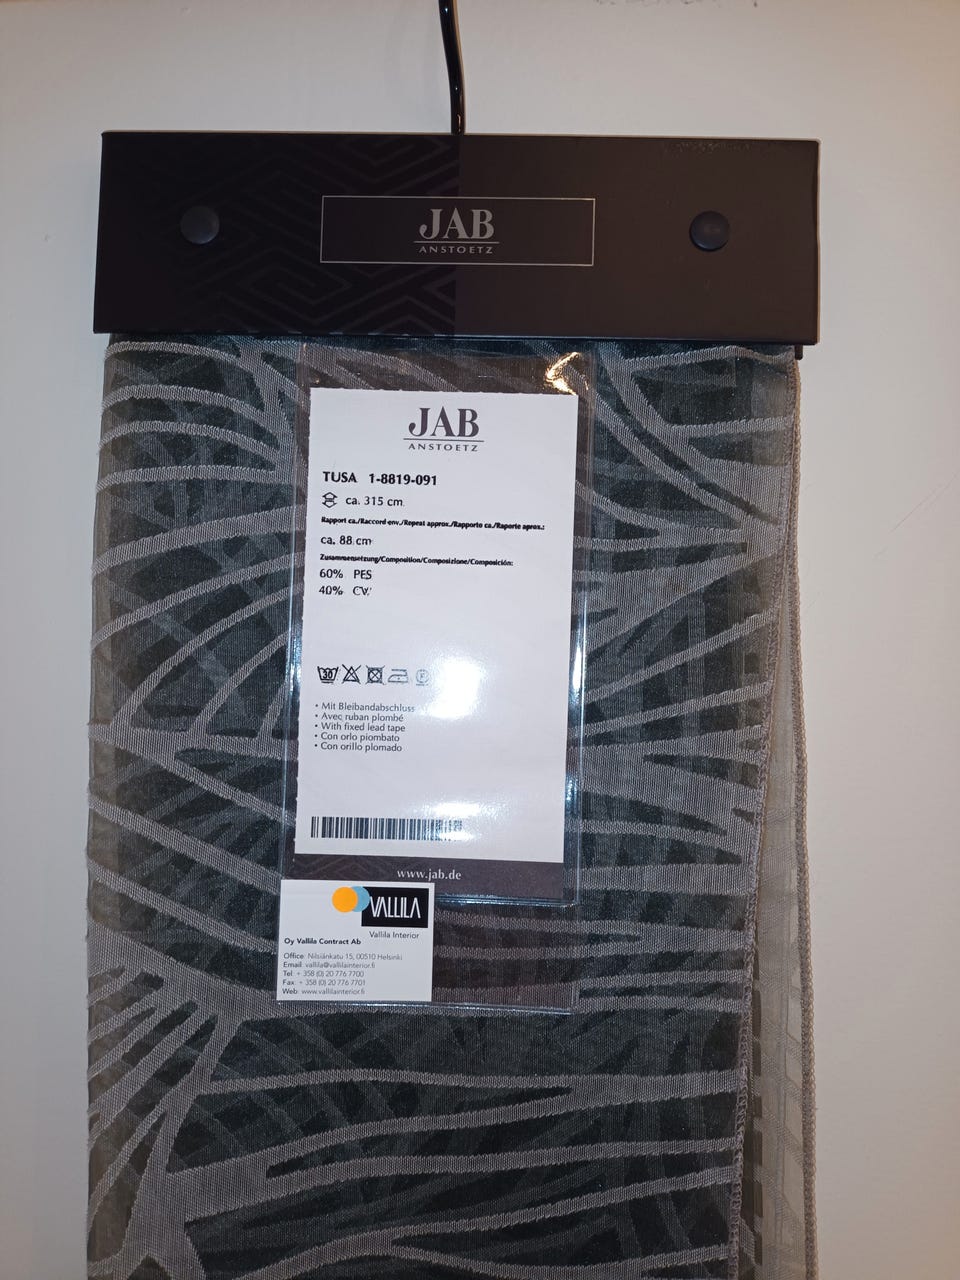 JAB
ANSTOETZ
JAB
ANSTOETZ
TUSA 1-8819-091
ca. 315 cm
Rapport ca./Raccord env./Repeat approx./Rapporto ca./Raporte aprox.:
ca. 88 cm
Zusammensetzung/Composition/Composizione/Composición:
60% PES
40% CV
30
• Mit Bleibandabschluss
• Avec ruban plombé
• With fixed lead tape
• Con orlo piombato
• Con orillo plomado
www.jab.de
VALLILA
Vallila Interior
Oy Vallila Contract Ab
Office: Nilsiänkatu 15, 00510 Helsinki
Email: vallila@vallilainterior.fi
Tel: + 358 (0) 20 776 7700
Fax: + 358 (0) 20 776 7701
Web: www.vallilainterior.fi